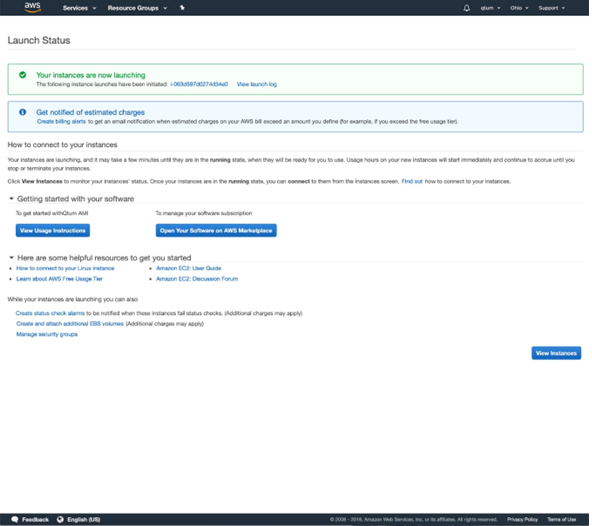 aws Services Resource Groups qtum Ohio Support
Launch Status
Your instances are now launching
The following instance launches have been initiated: i-063d597d0274d34a0 View launch log
Get notified of estimated charges
Create billing alerts to get an email notification when estimated charges on your AWS bill exceed an amount you define (for example, if you exceed the free usage tier).
How to connect to your instances
Your instances are launching, and it may take a few minutes until they are in the running state, when they will be ready for you to use. Usage hours on your new instances will start immediately and continue to accrue until you
stop or terminate your instances.
Click View Instances to monitor your instances' status. Once your instances are in the running state, you can connect to them from the Instances screen. Find out how to connect to your instances.
Getting started with your software
To get started withQtum AMI To manage your software subscription
View Usage Instructions Open Your Software on AWS Marketplace
Here are some helpful resources to get you started
• How to connect to your Linux instance • Amazon EC2: User Guide
• Learn about AWS Free Usage Tier • Amazon EC2: Discussion Forum
While your instances are launching you can also
Create status check alarms to be notified when these instances fail status checks. (Additional charges may apply)
Create and attach additional EBS volumes (Additional charges may apply)
Manage security groups
View Instances
Feedback English (US) © 2008 - 2018, Amazon Web Services, Inc. or its affiliates. All rights reserved. Privacy Policy Terms of Use